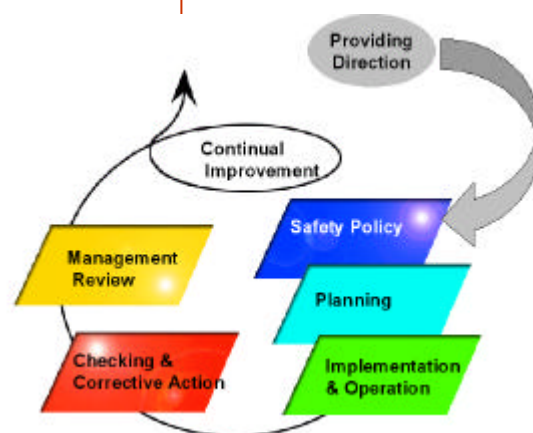 Providing
Direction
Continual
Improvement
Safety Policy
Management
Review
Planning
Checking &
Corrective Action
Implementation
& Operation